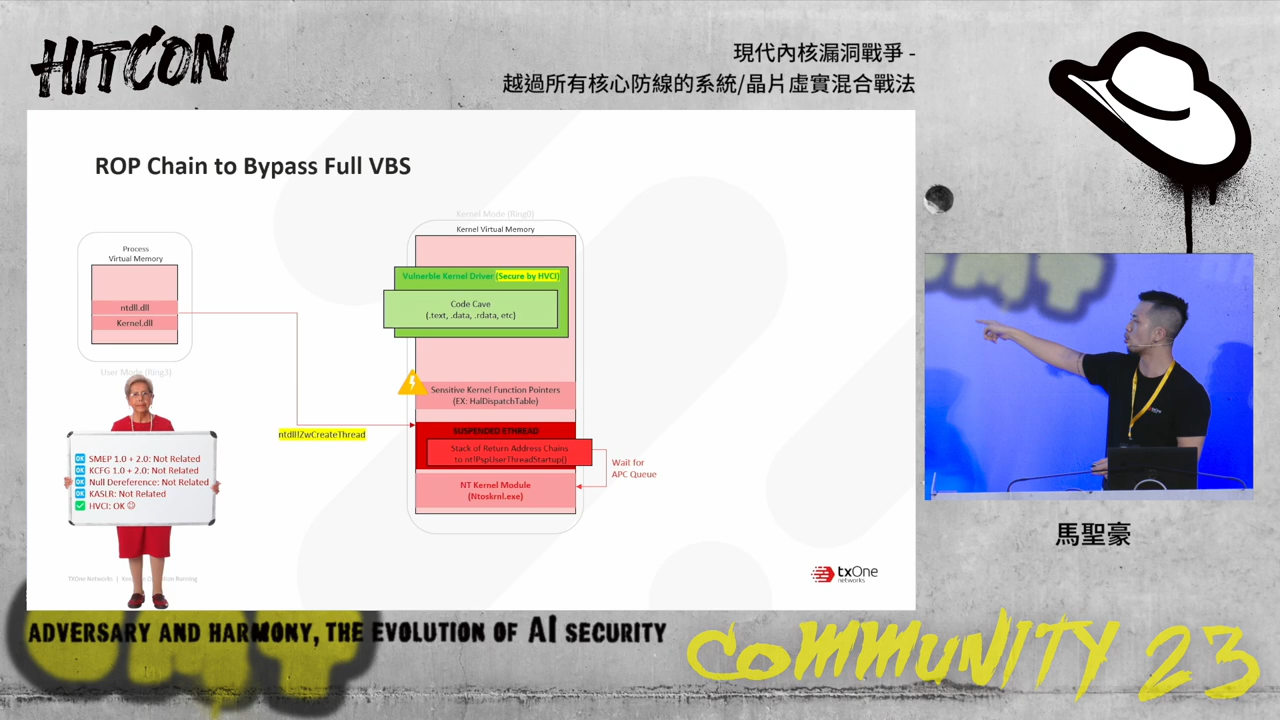 HITCON
現代內核漏洞戰爭 -
越過所有核心防線的系統/晶片虛實混合戰法
ROP Chain to Bypass Full VBS
Process
Virtual Memory
ntdll.dll
Kernel.dll
User Mode (Ring3)
Kernel Mode (Ring0)
Kernel Virtual Memory
Vulnerble Kernel Driver (Secure by HVCI)
Code Cave
(.text, .data, .rdata, etc)
Sensitive Kernel Function Pointers
(EX: HalDispatchTable)
ntdll!ZwCreateThread
SUSPENDED ETHREAD
Stack of Return Address Chains
to nt!PspUserThreadStartup()
Wait for
APC Queue
NT Kernel Module
(Ntoskrnl.exe)
OK SMEP 1.0 + 2.0: Not Related
OK KCFG 1.0 + 2.0: Not Related
OK Null Dereference: Not Related
OK KASLR: Not Related
✅ HVCI: OK ☺
TXOne Networks |
txOne
networks
馬聖豪
ADVERSARY AND HARMONY, THE EVOLUTION OF AI SECURITY
COMMUNITY 23